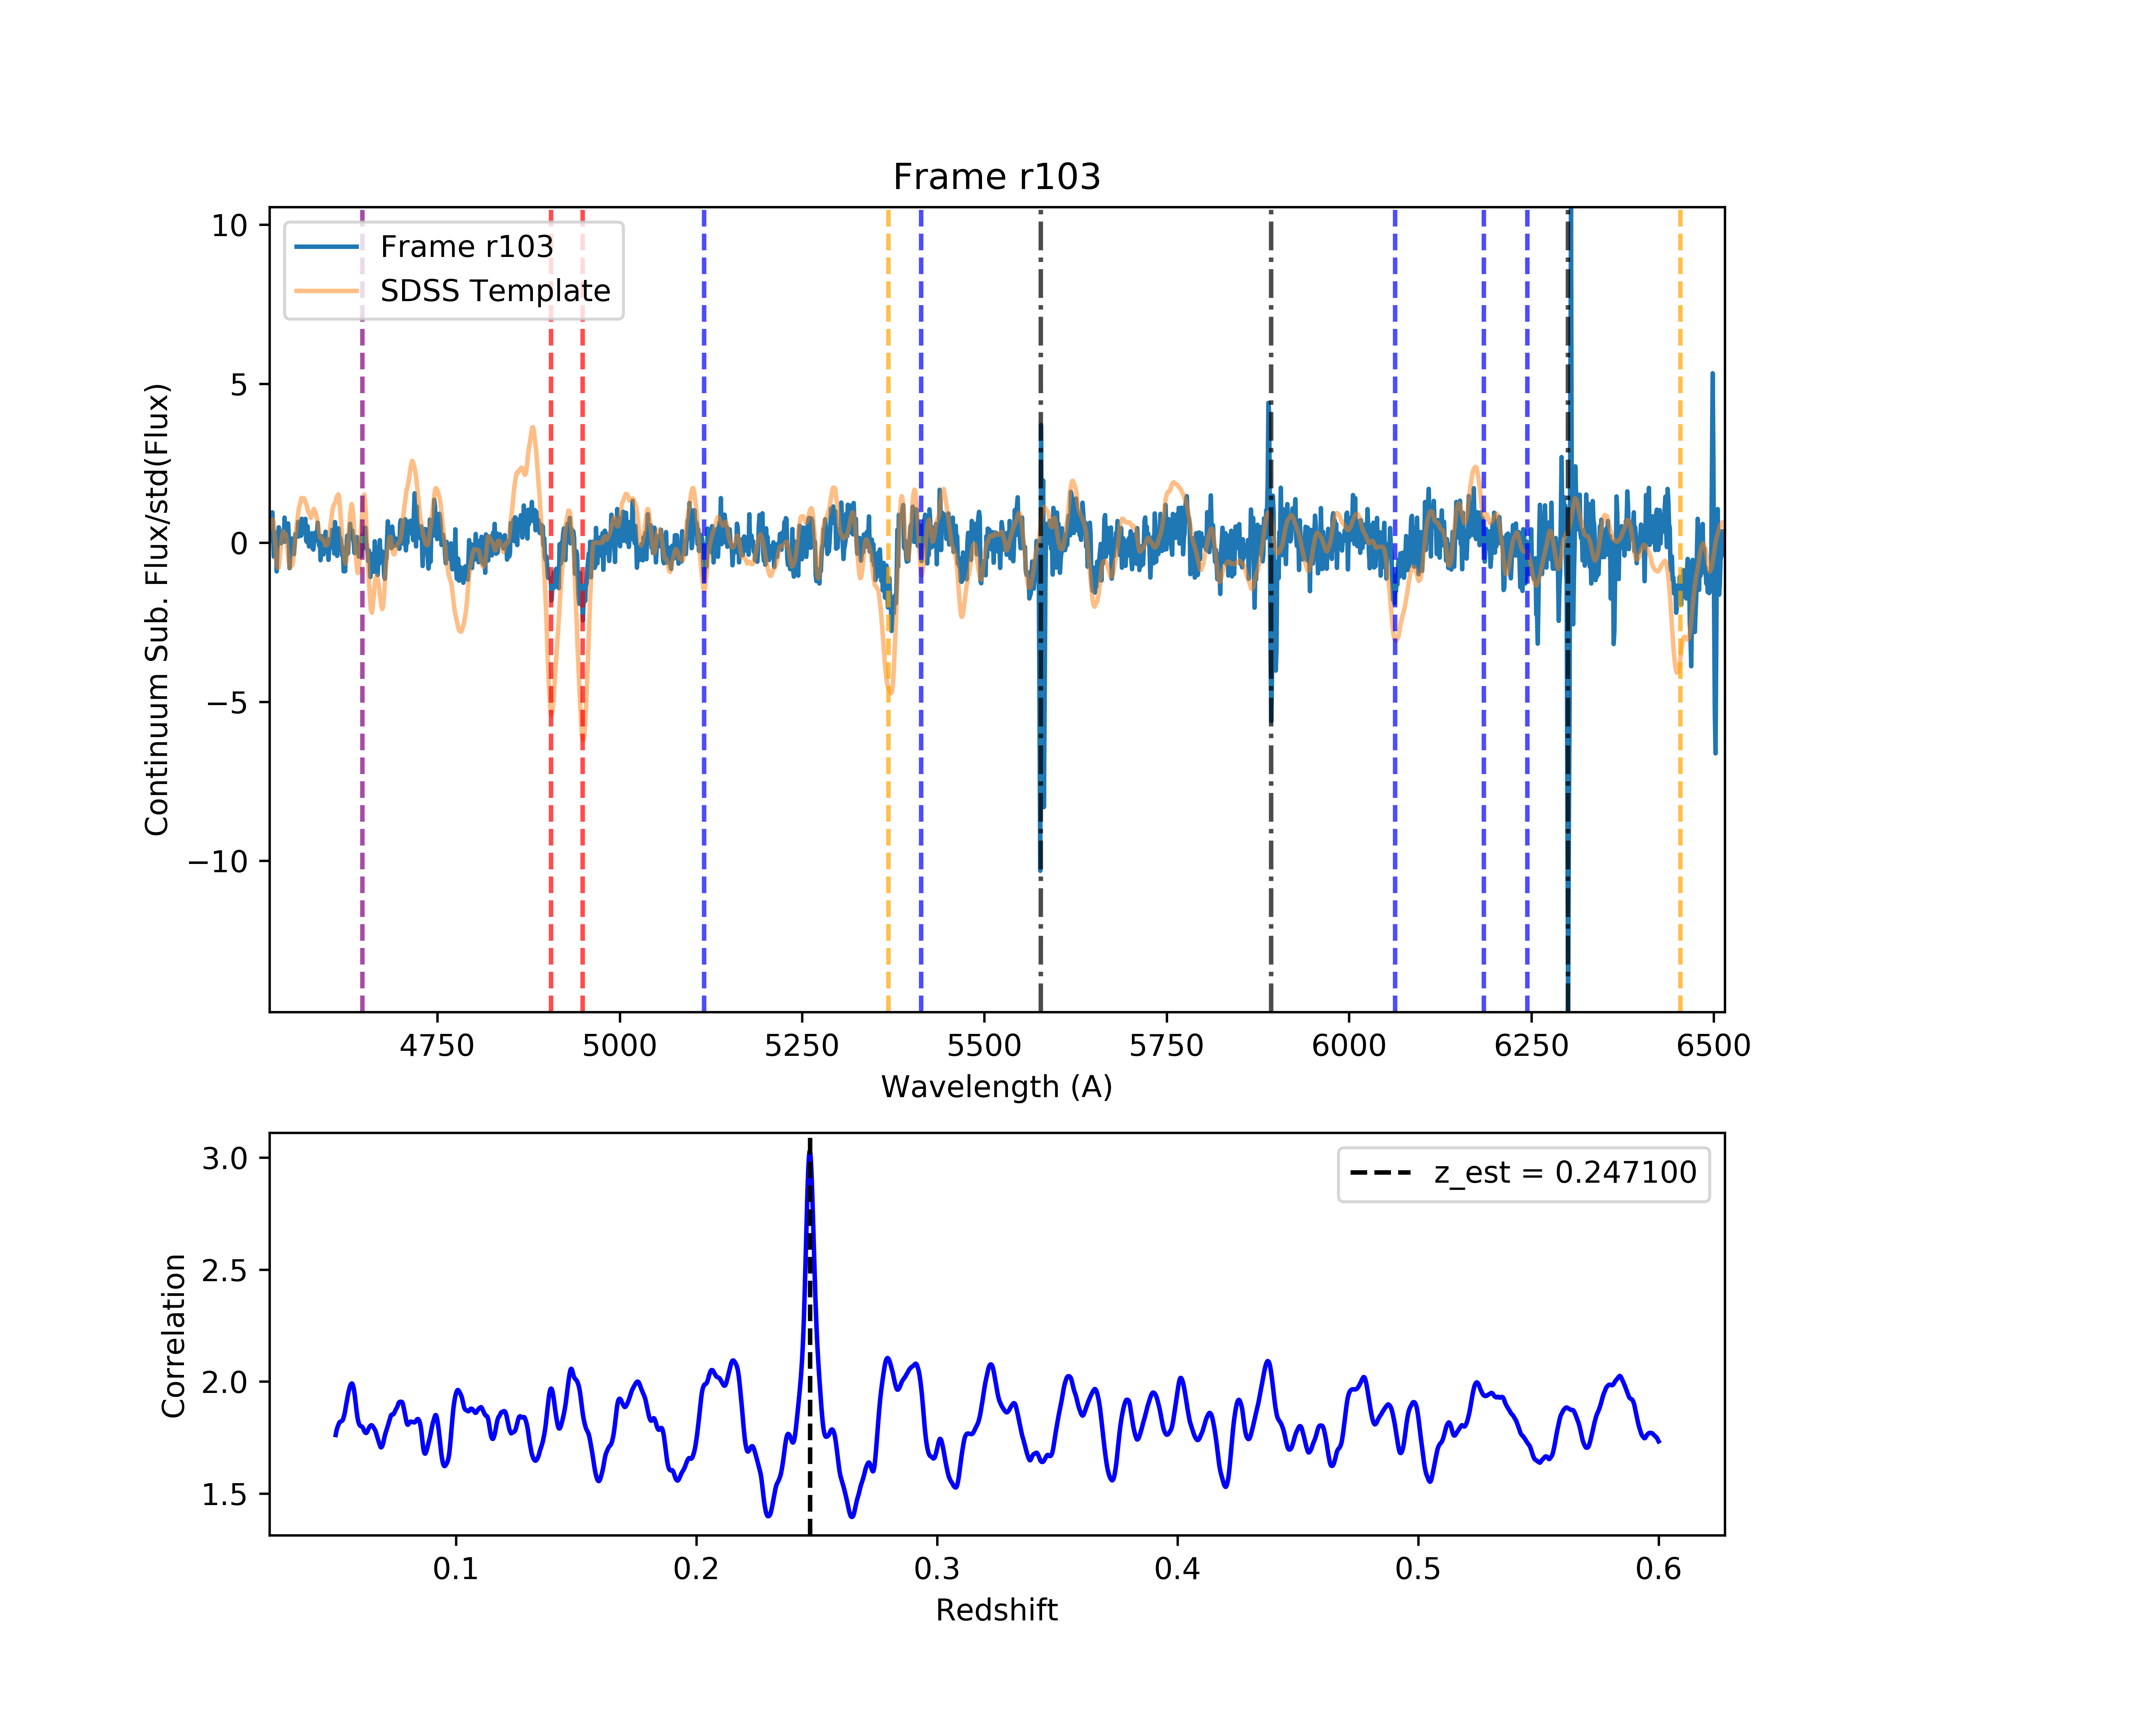 Frame r103
10
5
0
−5
−10
Continuum Sub. Flux/std(Flux)
Frame r103
SDSS Template
4750 5000 5250 5500 5750 6000 6250 6500
Wavelength (A)
3.0
2.5
2.0
1.5
Correlation
z_est = 0.247100
0.1 0.2 0.3 0.4 0.5 0.6
Redshift